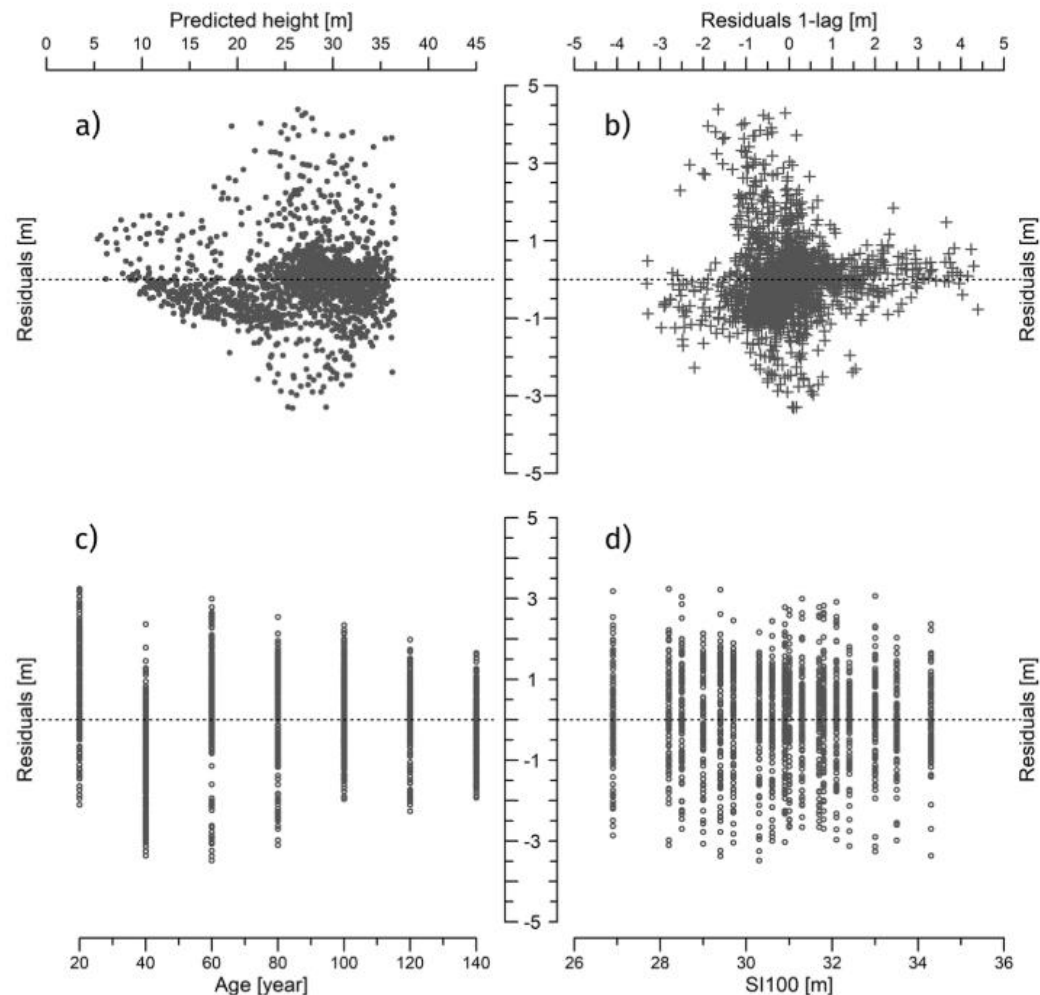 Predicted height [m]
0 5 10 15 20 25 30 35 40 45
Residuals 1-lag [m]
-5 -4 -3 -2 -1 0 1 2 3 4 5
a)
b)
5
3
1
-1
-3
-5
Residuals [m]
Residuals [m]
c)
d)
5
3
1
-1
-3
-5
Residuals [m]
Residuals [m]
20 40 60 80 100 120 140
Age [year]
26 28 30 32 34 36
SI100 [m]